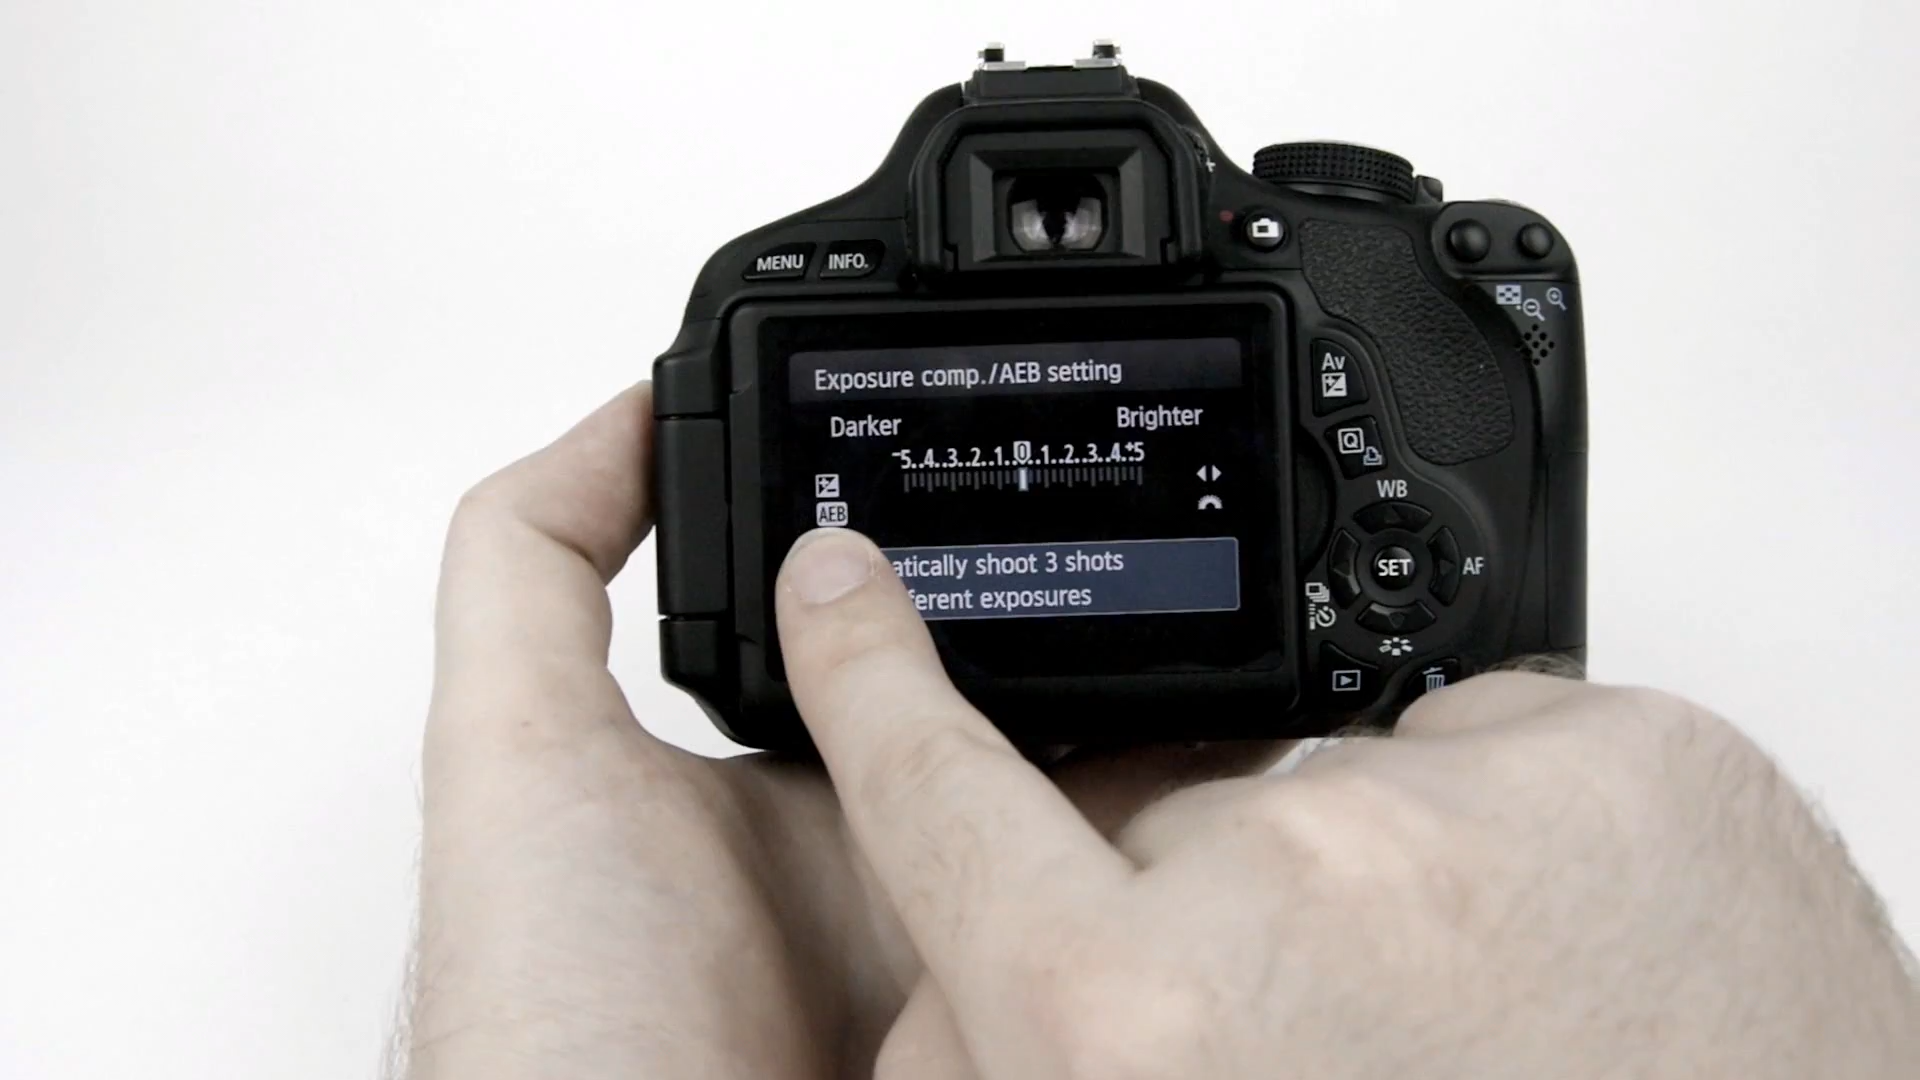 MENU INFO.
Exposure comp./AEB setting
Darker Brighter
-5..4..3..2..1..0..1..2..3..4.+5
AEB
atically shoot 3 shots
ferent exposures
Av
Q
WB
SET
AF